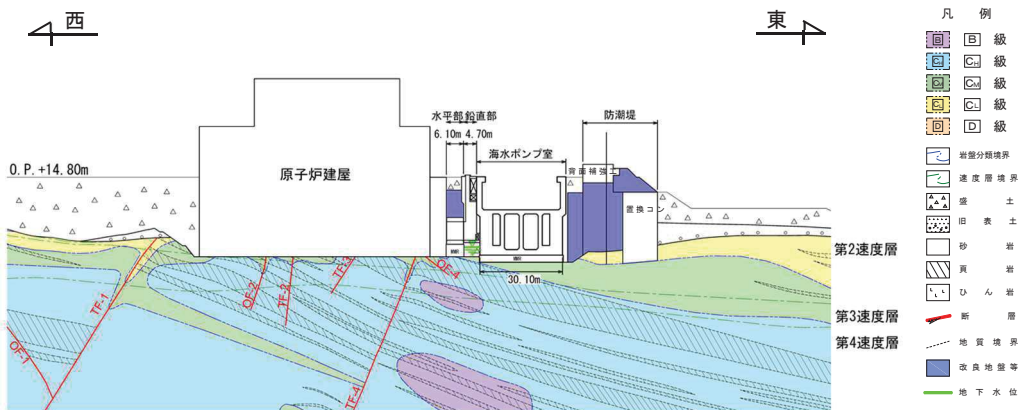 西
東
水平部 鉛直部
6.10m 4.70m
防潮堤
海水ポンプ室
O.P.+14.80m
原子炉建屋
背面補強工
置換コン
MMR
MMR
30.10m
第2速度層
第3速度層
第4速度層
TF-1
OF-1
OF-2
TF-2
TF-3
OF-4
TF-4
凡 例
B B 級
CH CH 級
CM CM 級
CL CL 級
D D 級
岩盤分類境界
速度層境界
盛土
旧表土
砂岩
頁岩
ひん岩
断層
地質境界
改良地盤等
地下水位